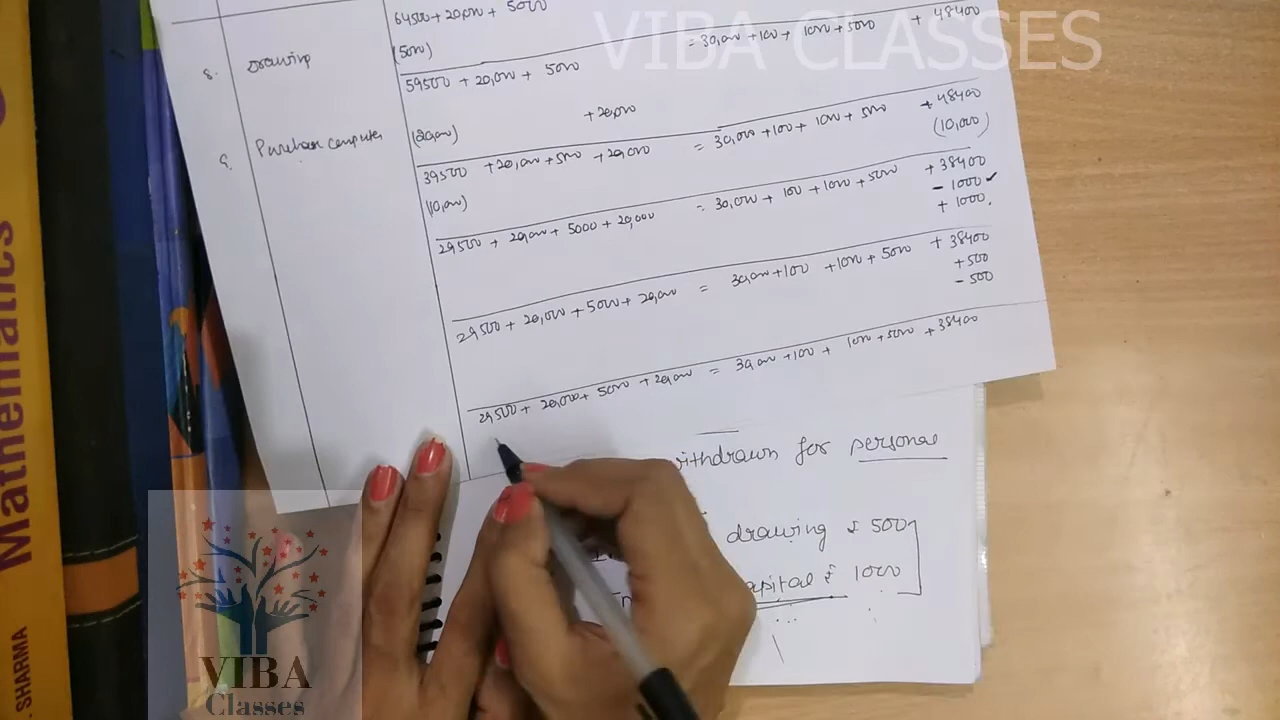 VIBA CLASSES
64500 + 20,000 + 5000
8. Drawing (5000) = 30,000 + 100 + 1000 + 5000 + 48400
59500 + 20,000 + 5000
9. Purchase computer (20,000) + 20,000
39500 + 20,000 + 5000 + 20,000 = 30,000 + 100 + 1000 + 5000 + 48400
(10,000) (10,000)
29500 + 20,000 + 5000 + 20,000 = 30,000 + 100 + 1000 + 5000 + 38400
- 1000 ✓
+ 1000
29500 + 20,000 + 5000 + 20,000 = 30,000 + 100 + 1000 + 5000 + 38400
+ 500
- 500
29500 + 20,000 + 5000 + 20,000 = 30,000 + 100 + 1000 + 5000 + 38400
ithdrawn for personal
drawing & 500
apital & 1000
Mathematics
. SHARMA
VIBA
Classes